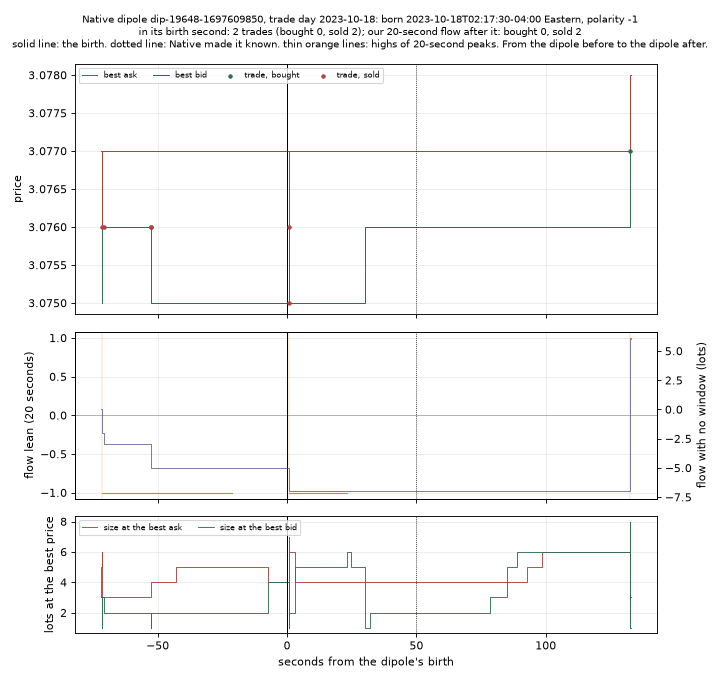 Native dipole dip-19648-1697609850, trade day 2023-10-18: born 2023-10-18T02:17:30-04:00 Eastern, polarity -1
in its birth second: 2 trades (bought 0, sold 2); our 20-second flow after it: bought 0, sold 2
solid line: the birth. dotted line: Native made it known. thin orange lines: highs of 20-second peaks. From the dipole before to the dipole after.
best ask
best bid
trade, bought
trade, sold
3.0780
3.0775
3.0770
3.0765
3.0760
3.0755
3.0750
price
1.0
0.5
0.0
−0.5
−1.0
flow lean (20 seconds)
5.0
2.5
0.0
−2.5
−5.0
−7.5
flow with no window (lots)
size at the best ask
size at the best bid
8
6
4
2
lots at the best price
−50
0
50
100
seconds from the dipole's birth